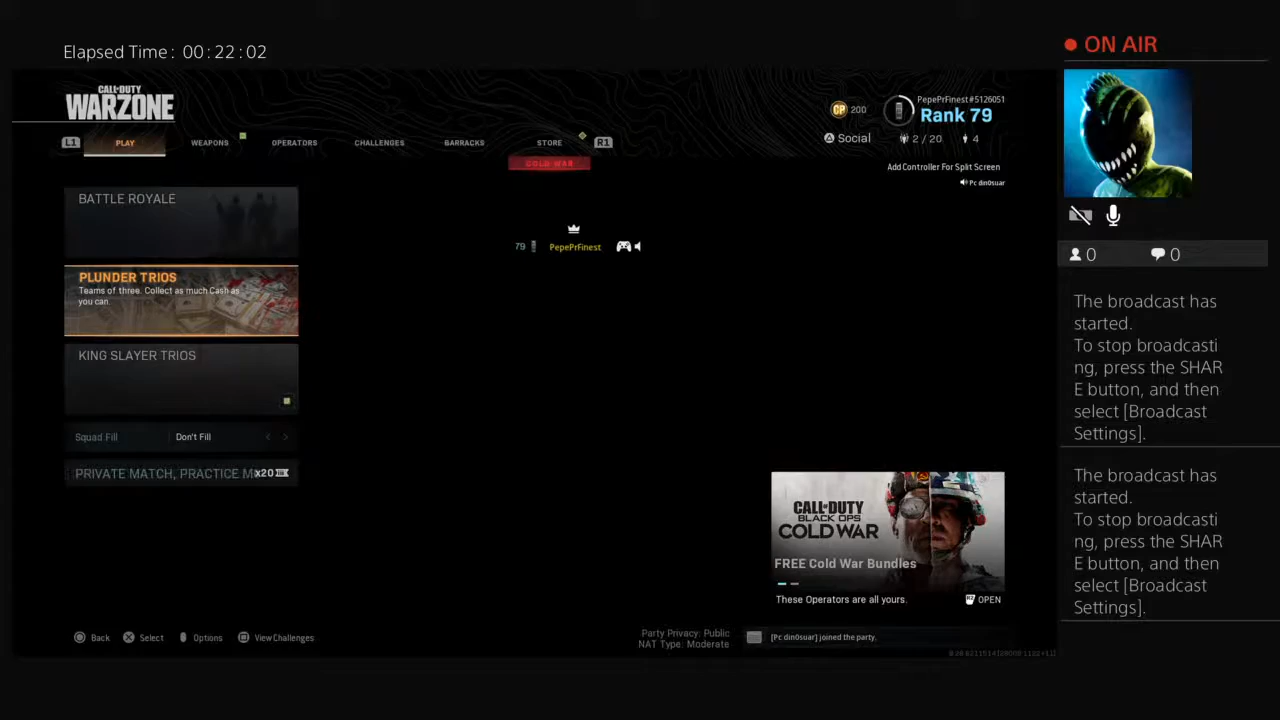 Elapsed Time: 00:22:02
ON AIR
CALL OF DUTY
WARZONE
CP 200
PepePrFinest#5126051
Rank 79
Social
2 / 20
4
L1
PLAY
WEAPONS
OPERATORS
CHALLENGES
BARRACKS
STORE
R1
COLD WAR
Add Controller For Split Screen
Pc din0suar
BATTLE ROYALE
79
PepePrFinest
0
0
PLUNDER TRIOS
Teams of three. Collect as much Cash as
you can.
KING SLAYER TRIOS
The broadcast has
started.
To stop broadcasti
ng, press the SHAR
E button, and then
select [Broadcast
Settings].
Squad Fill
Don't Fill
PRIVATE MATCH, PRACTICE M
x20
The broadcast has
started.
To stop broadcasti
ng, press the SHAR
E button, and then
select [Broadcast
Settings].
CALL OF DUTY
BLACK OPS
COLD WAR
FREE Cold War Bundles
These Operators are all yours.
OPEN
Back
Select
Options
View Challenges
Party Privacy: Public
NAT Type: Moderate
[Pc din0suar] joined the party.